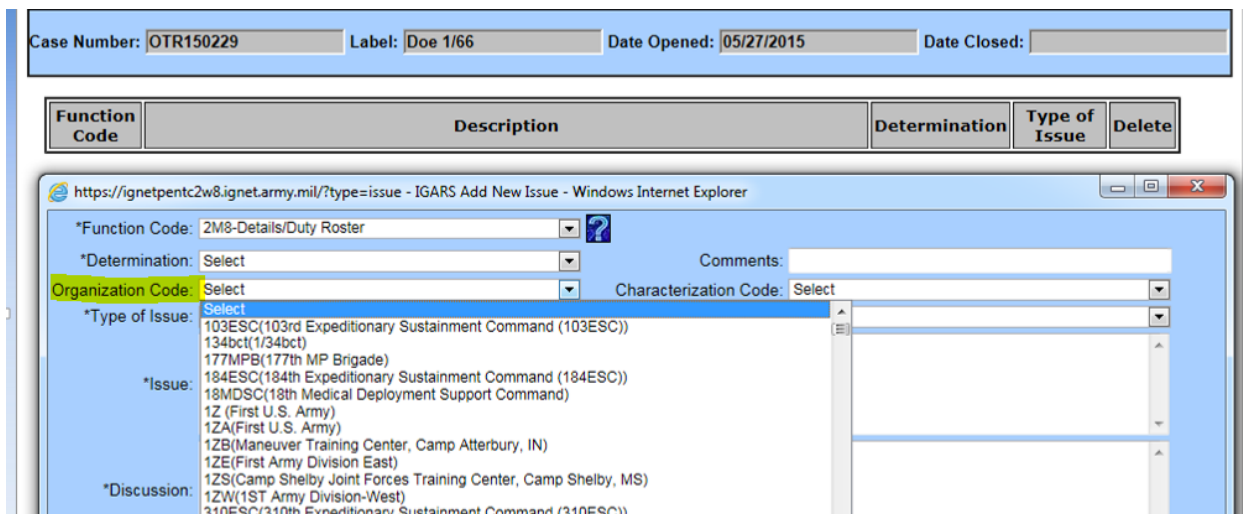 Case Number: OTR150229 Label: Doe 1/66 Date Opened: 05/27/2015 Date Closed:
Function Code Description Determination Type of Issue Delete
https://ignetpentc2w8.ignet.army.mil/?type=issue - IGARS Add New Issue - Windows Internet Explorer
*Function Code: 2M8-Details/Duty Roster ?
*Determination: Select Comments:
Organization Code: Select Characterization Code: Select
*Type of Issue: Select
103ESC(103rd Expeditionary Sustainment Command (103ESC))
134bct(1/34bct)
177MPB(177th MP Brigade)
*Issue: 184ESC(184th Expeditionary Sustainment Command (184ESC))
18MDSC(18th Medical Deployment Support Command)
1Z (First U.S. Army)
1ZA(First U.S. Army)
1ZB(Maneuver Training Center, Camp Atterbury, IN)
1ZE(First Army Division East)
1ZS(Camp Shelby Joint Forces Training Center, Camp Shelby, MS)
*Discussion: 1ZW(1ST Army Division-West)
310ESC(310th Expeditionary Sustainment Command (310ESC))